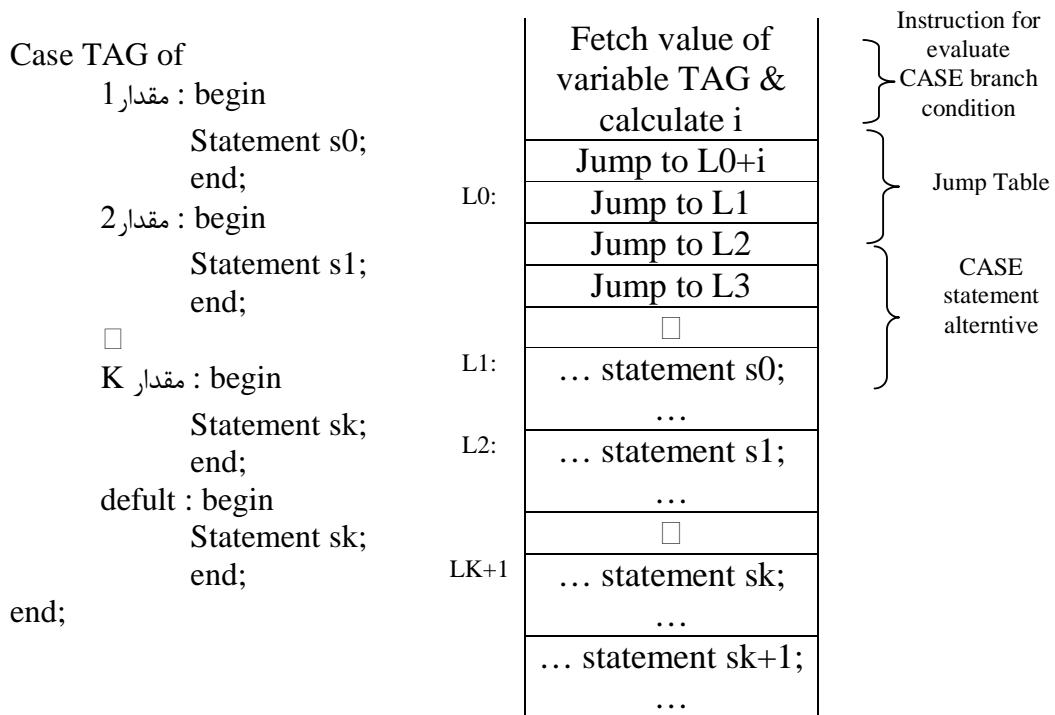 Case TAG of
مقدار1 : begin
Statement s0;
end;
مقدار2 : begin
Statement s1;
end;
□
مقدار K : begin
Statement sk;
end;
defult : begin
Statement sk;
end;
end;
Fetch value of
variable TAG &
calculate i
Jump to L0+i
L0: Jump to L1
Jump to L2
Jump to L3
□
L1: … statement s0;
…
L2: … statement s1;
…
□
LK+1 … statement sk;
…
… statement sk+1;
…
Instruction for
evaluate
CASE branch
condition
Jump Table
CASE
statement
alterntive